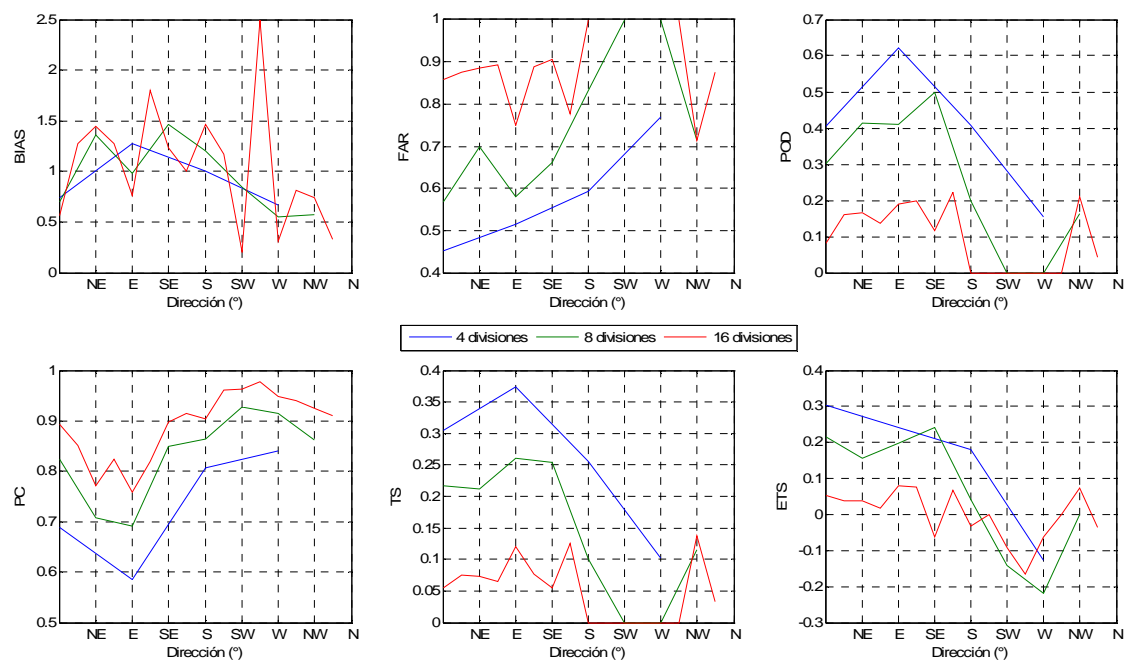 2.5
2
1.5
1
0.5
0
BIAS
NE E SE S SW W NW N
Dirección (°)
1
0.9
0.8
0.7
0.6
0.5
0.4
FAR
NE E SE S SW W NW N
Dirección (°)
0.7
0.6
0.5
0.4
0.3
0.2
0.1
0
POD
NE E SE S SW W NW N
Dirección (°)
4 divisiones 8 divisiones 16 divisiones
1
0.9
0.8
0.7
0.6
0.5
PC
NE E SE S SW W NW N
Dirección (°)
0.4
0.35
0.3
0.25
0.2
0.15
0.1
0.05
0
TS
NE E SE S SW W NW N
Dirección (°)
0.4
0.3
0.2
0.1
0
-0.1
-0.2
-0.3
ETS
NE E SE S SW W NW N
Dirección (°)